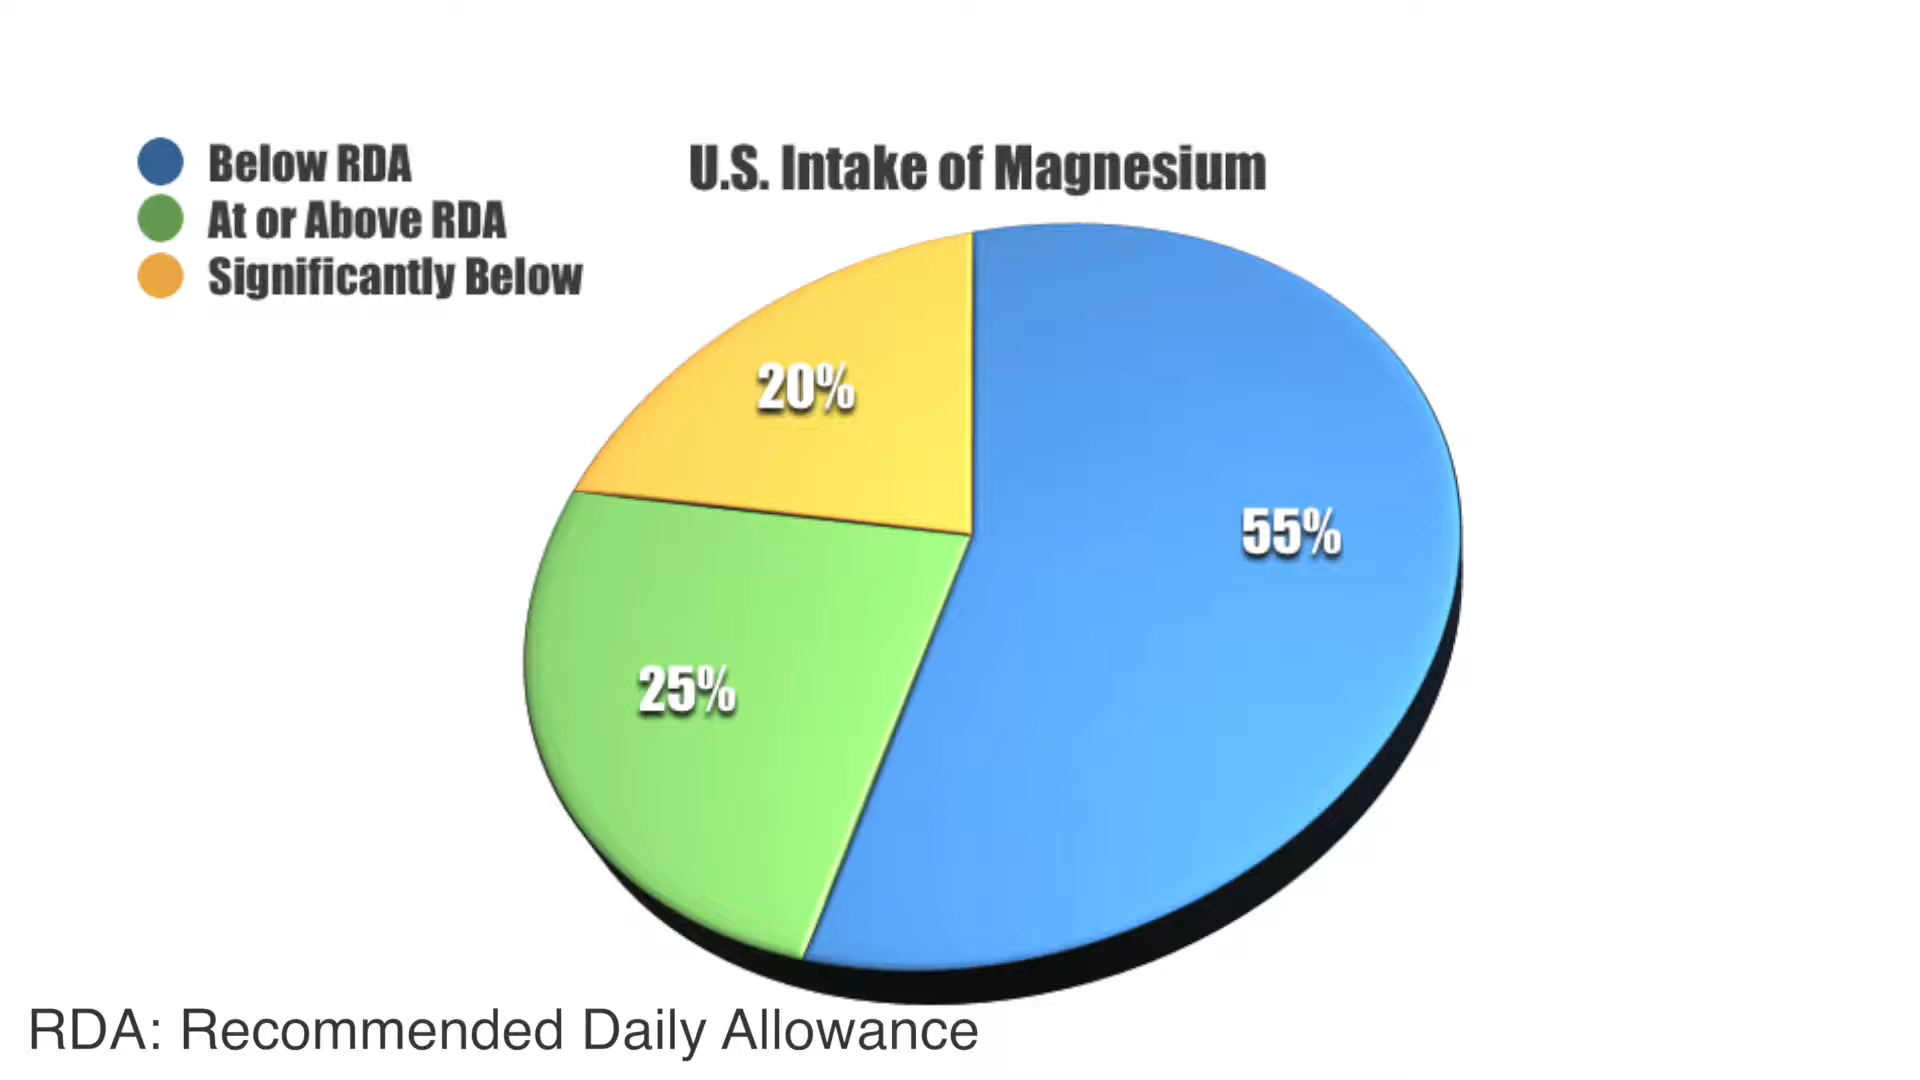 U.S. Intake of Magnesium
Below RDA
At or Above RDA
Significantly Below
20%
55%
25%
RDA: Recommended Daily Allowance